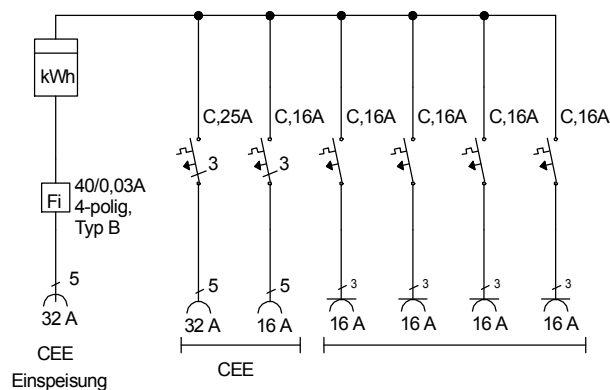 kWh
C,25A
C,16A
C,16A
C,16A
C,16A
C,16A
3
3
Fi
40/0,03A
4-polig,
Typ B
5
5
5
3
3
3
3
32 A
32 A
16 A
16 A
16 A
16 A
16 A
CEE
Einspeisung
CEE